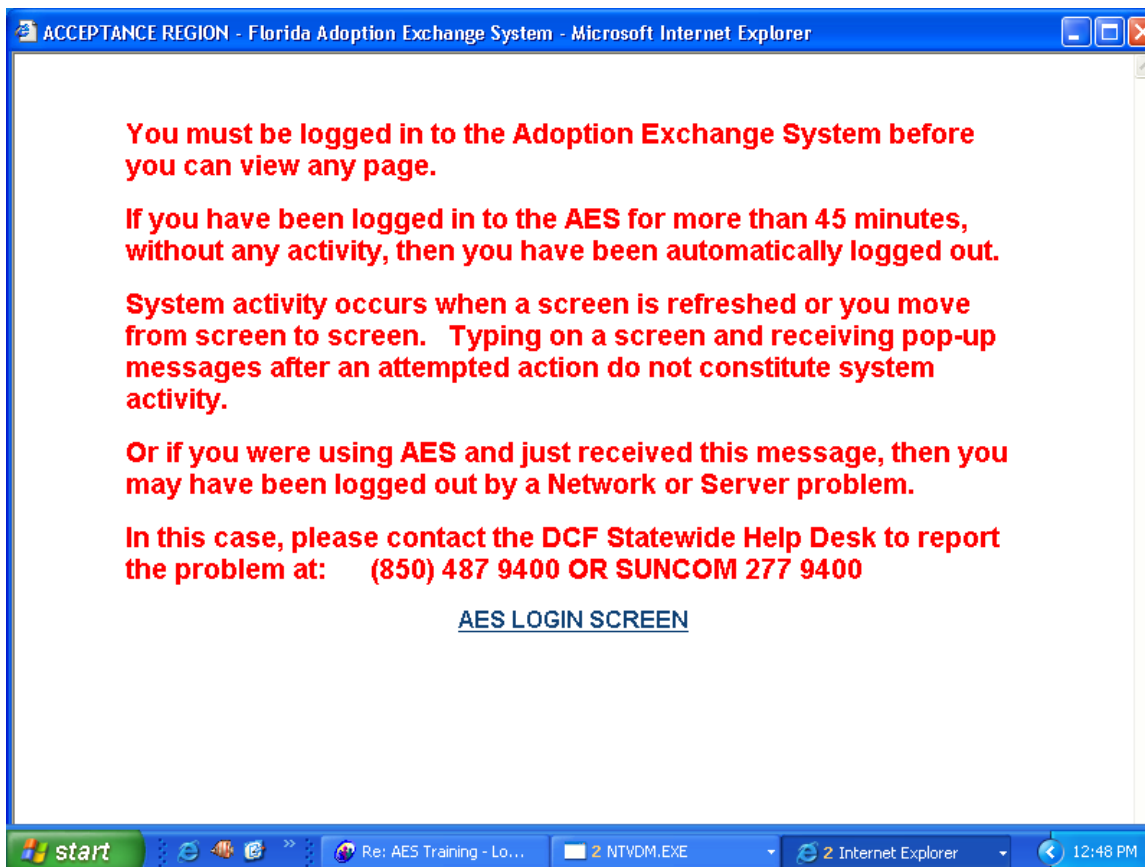 ACCEPTANCE REGION - Florida Adoption Exchange System - Microsoft Internet Explorer
You must be logged in to the Adoption Exchange System before
you can view any page.
If you have been logged in to the AES for more than 45 minutes,
without any activity, then you have been automatically logged out.
System activity occurs when a screen is refreshed or you move
from screen to screen.   Typing on a screen and receiving pop-up
messages after an attempted action do not constitute system
activity.
Or if you were using AES and just received this message, then you
may have been logged out by a Network or Server problem.
In this case, please contact the DCF Statewide Help Desk to report
the problem at:     (850) 487 9400 OR SUNCOM 277 9400
AES LOGIN SCREEN
start Re: AES Training - Lo... 2 NTVDM.EXE 2 Internet Explorer 12:48 PM